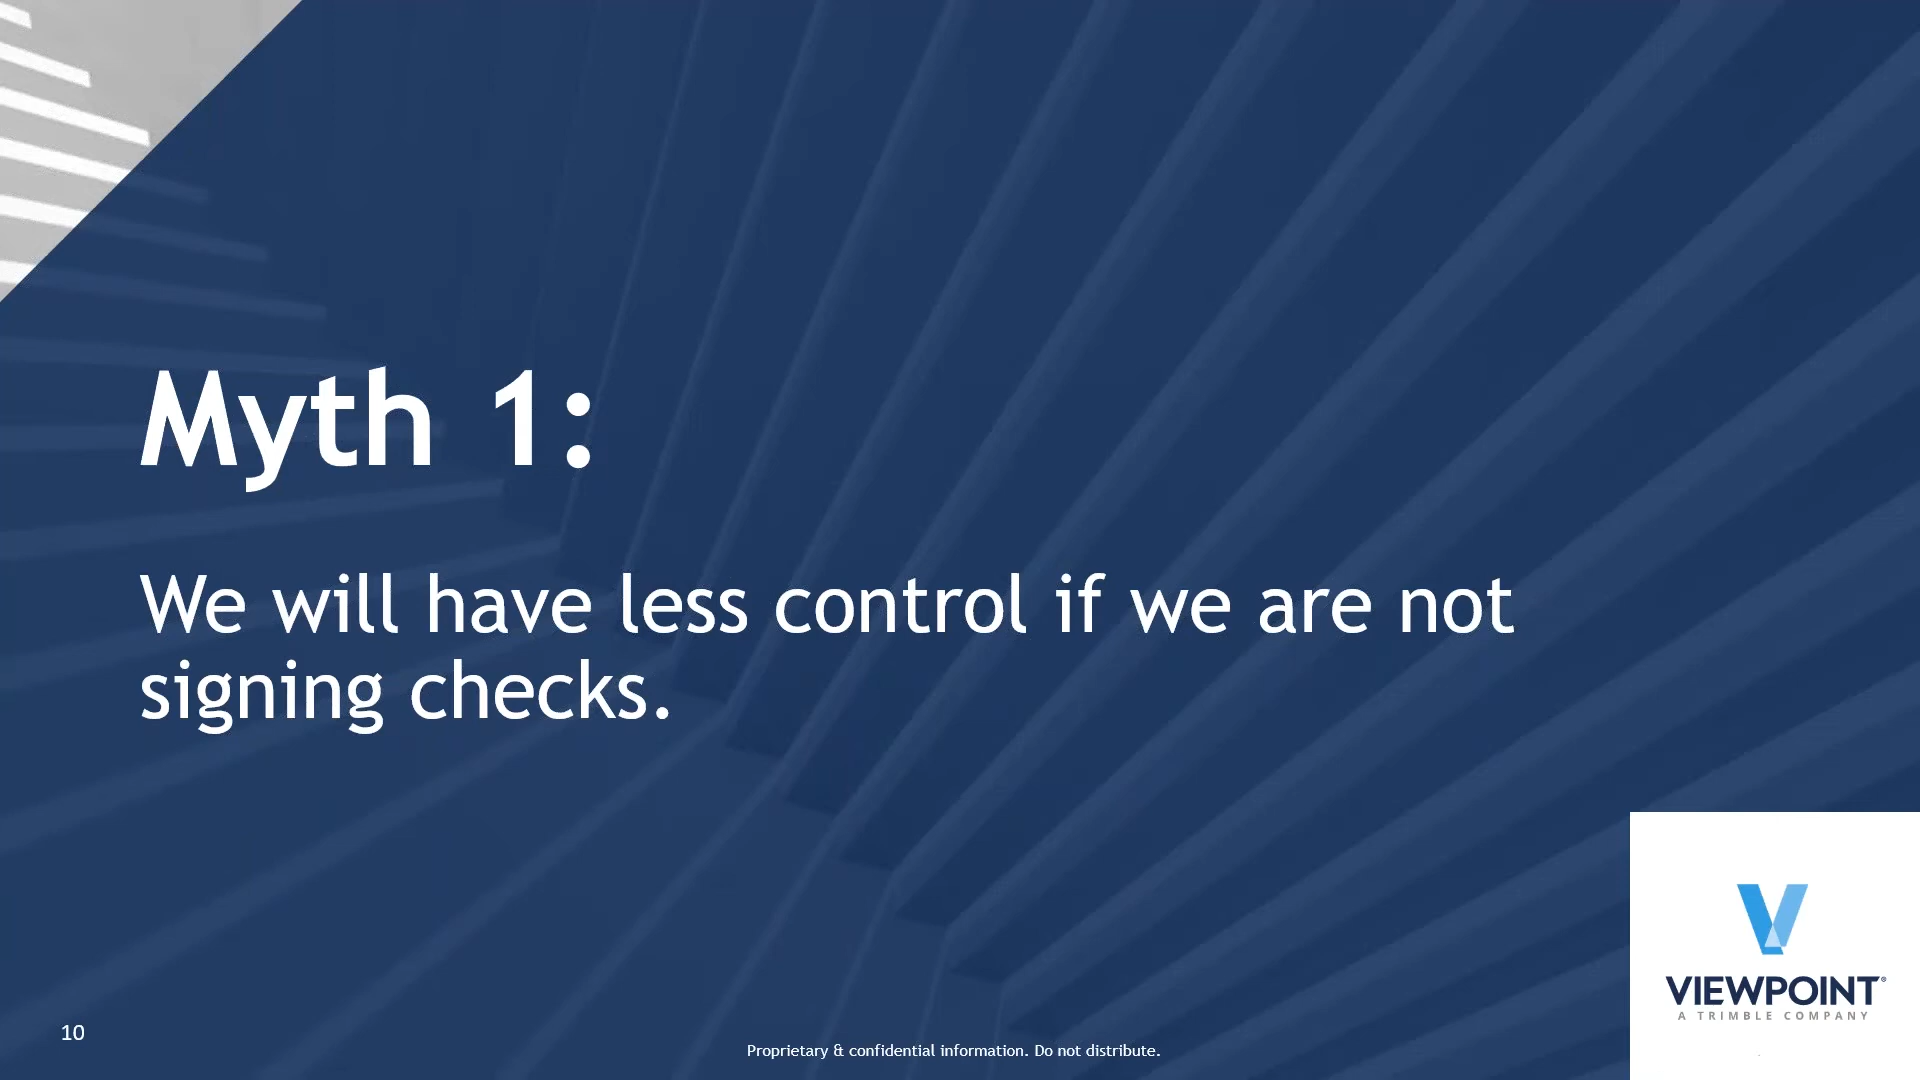 Myth 1:
We will have less control if we are not
signing checks.
VIEWPOINT®
A TRIMBLE COMPANY
10
Proprietary & confidential information. Do not distribute.